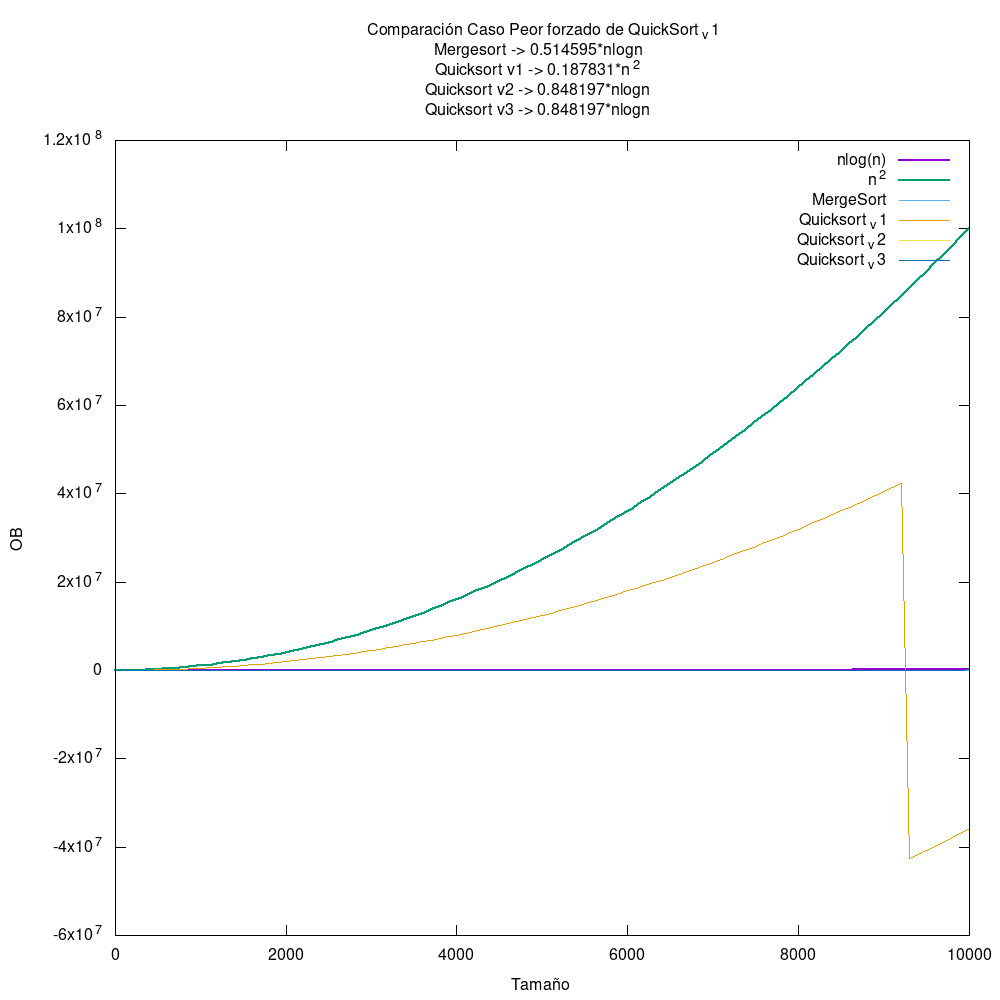 Comparación Caso Peor forzado de QuickSort v 1
Mergesort -> 0.514595*nlogn
Quicksort v1 -> 0.187831*n 2
Quicksort v2 -> 0.848197*nlogn
Quicksort v3 -> 0.848197*nlogn
1.2x10 8
1x10 8
8x10 7
6x10 7
4x10 7
2x10 7
0
-2x10 7
-4x10 7
-6x10 7
OB
nlog(n)
n 2
MergeSort
Quicksort v 1
Quicksort v 2
Quicksort v 3
0 2000 4000 6000 8000 10000
Tamaño